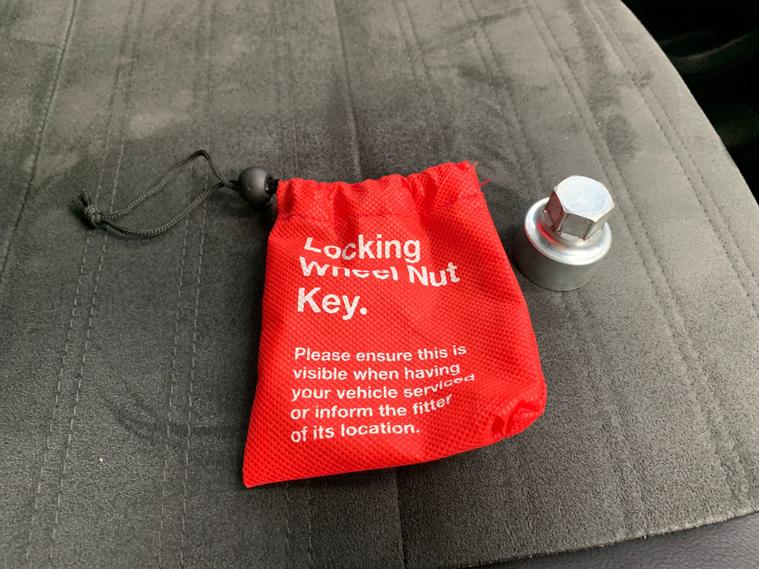 Locking
Wheel Nut
Key.
Please ensure this is
visible when having
your vehicle serviced
or inform the fitter
of its location.